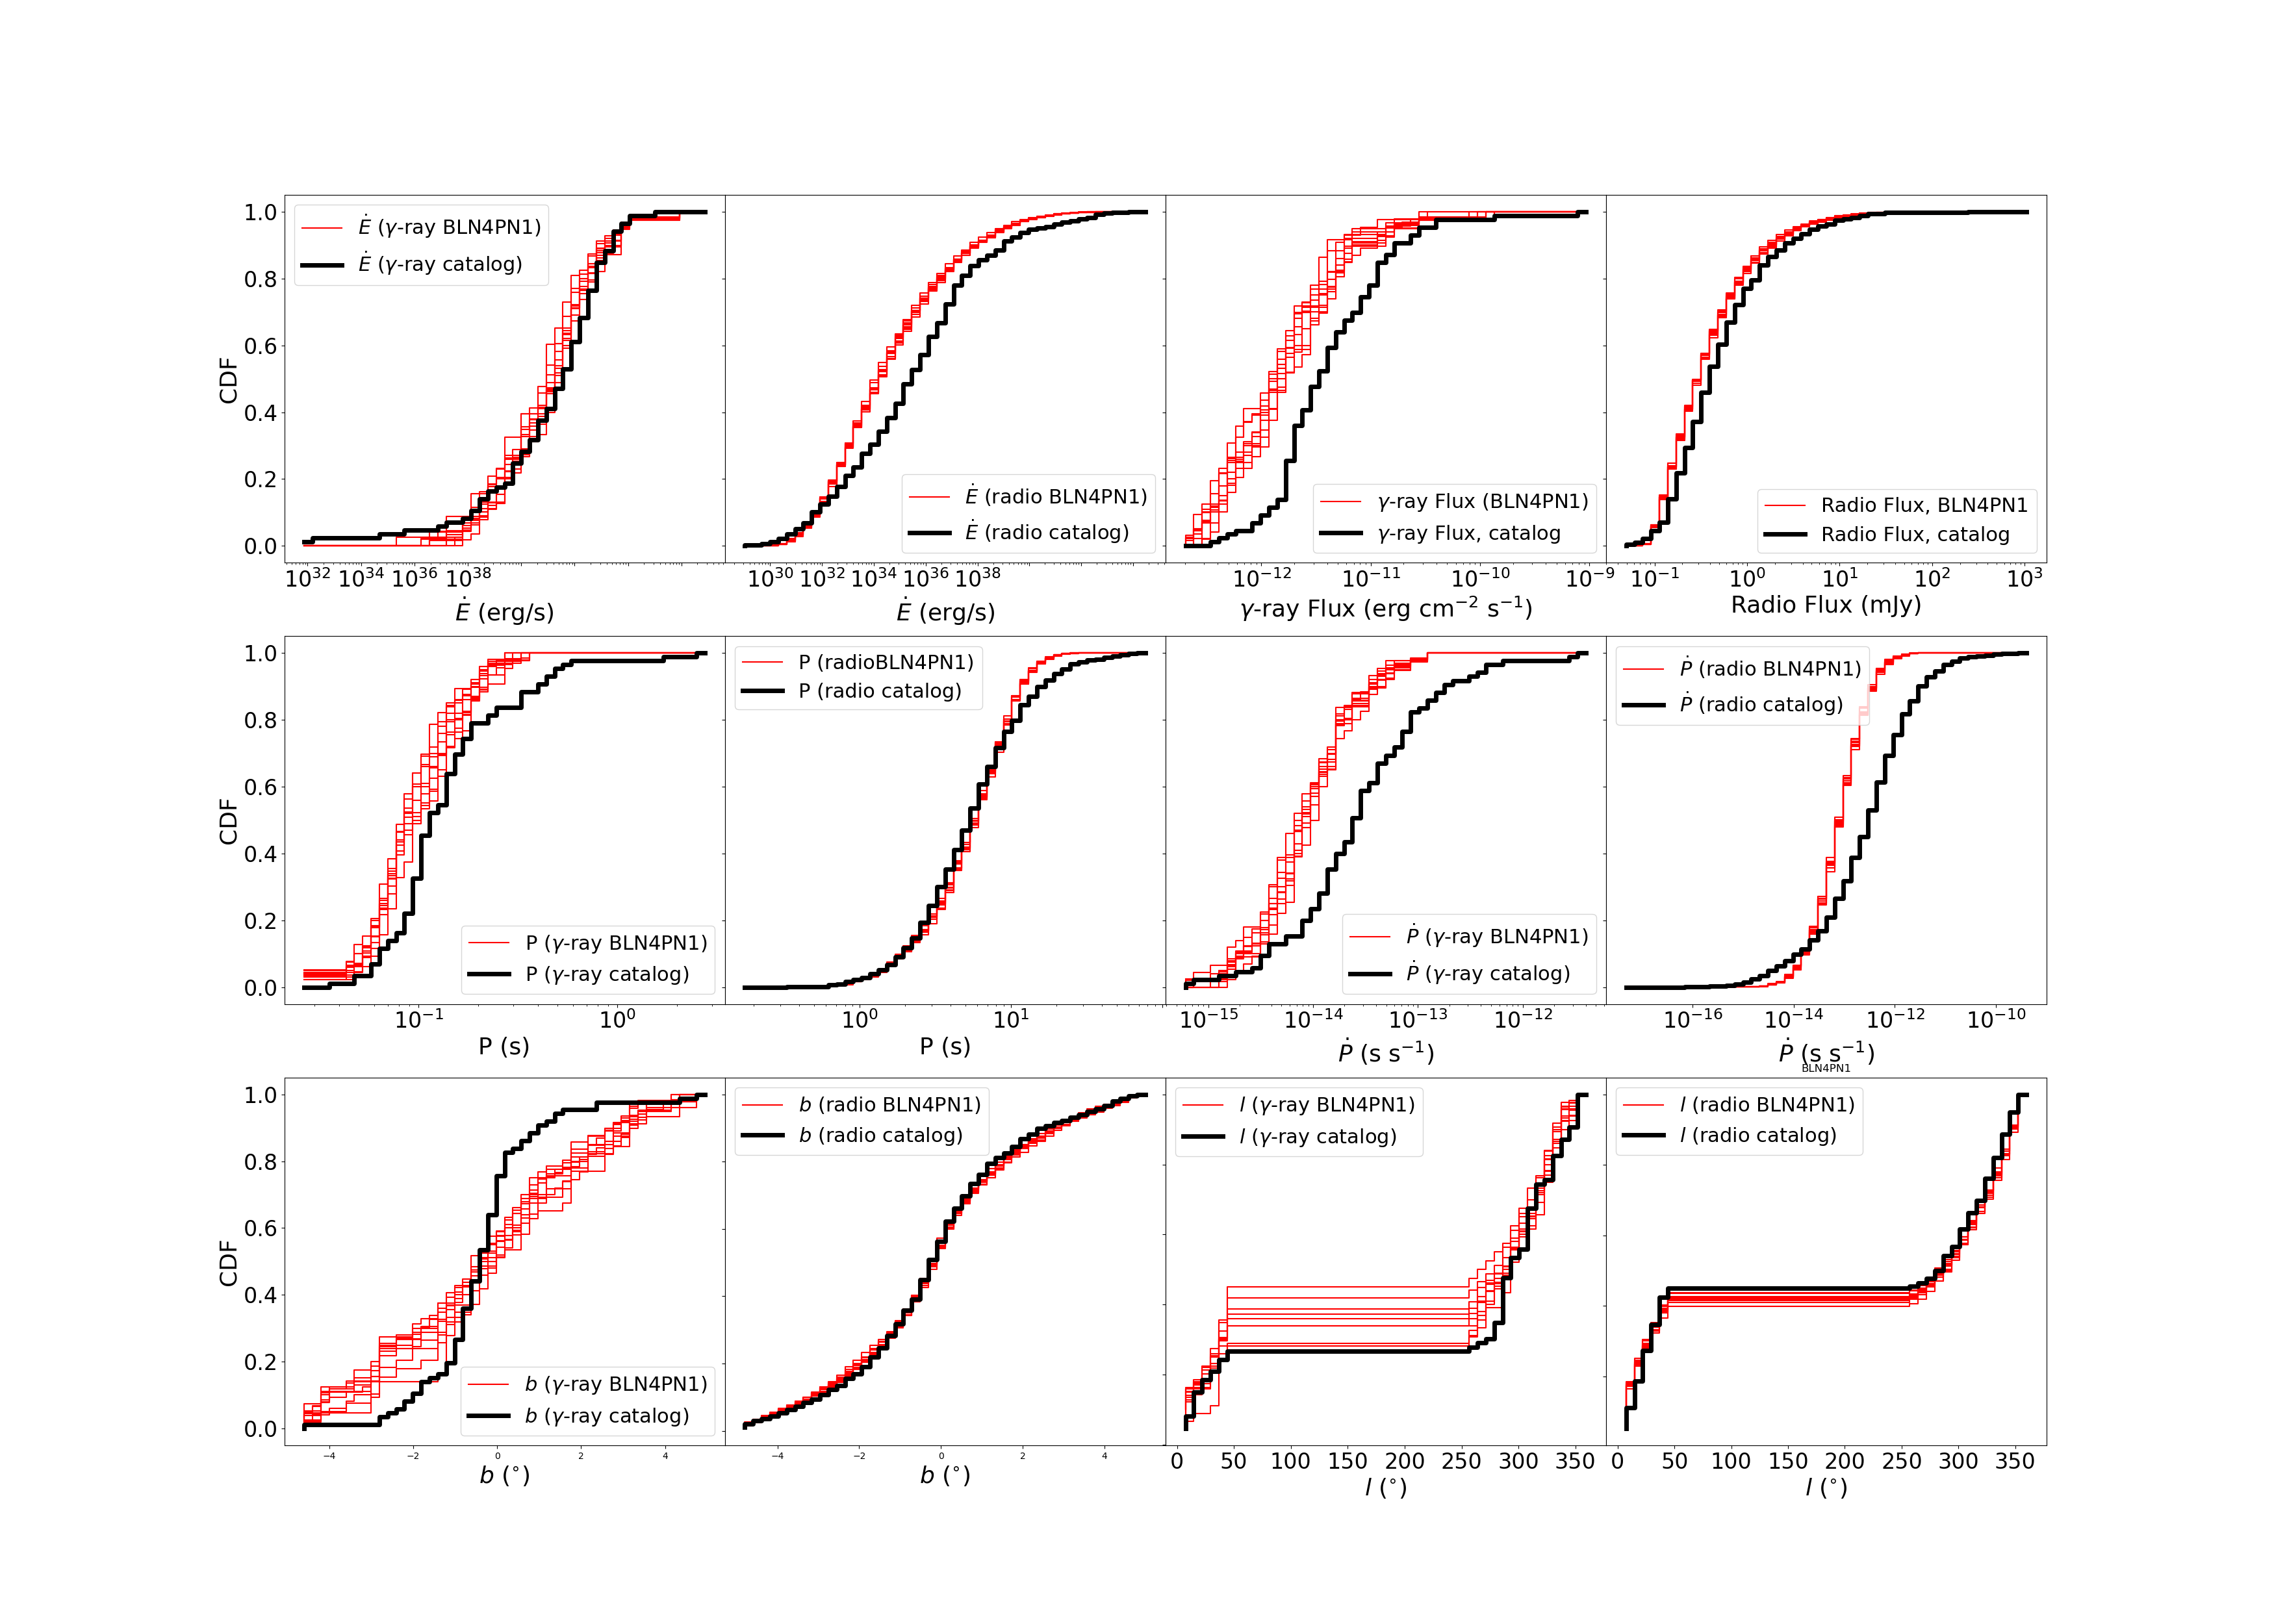 1.0
0.8
0.6
0.4
0.2
0.0
CDF
Ė (γ-ray BLN4PN1)
Ė (γ-ray catalog)
10³² 10³⁴ 10³⁶ 10³⁸
Ė (erg/s)
Ė (radio BLN4PN1)
Ė (radio catalog)
10³⁰ 10³² 10³⁴ 10³⁶ 10³⁸
Ė (erg/s)
γ-ray Flux (BLN4PN1)
γ-ray Flux, catalog
10⁻¹² 10⁻¹¹ 10⁻¹⁰ 10⁻⁹
γ-ray Flux (erg cm⁻² s⁻¹)
Radio Flux, BLN4PN1
Radio Flux, catalog
10⁻¹ 10⁰ 10¹ 10² 10³
Radio Flux (mJy)
1.0
0.8
0.6
0.4
0.2
0.0
CDF
P (γ-ray BLN4PN1)
P (γ-ray catalog)
10⁻¹ 10⁰
P (s)
P (radioBLN4PN1)
P (radio catalog)
10⁰ 10¹
P (s)
Ṗ (γ-ray BLN4PN1)
Ṗ (γ-ray catalog)
10⁻¹⁵ 10⁻¹⁴ 10⁻¹³ 10⁻¹²
Ṗ (s s⁻¹)
Ṗ (radio BLN4PN1)
Ṗ (radio catalog)
10⁻¹⁶ 10⁻¹⁴ 10⁻¹² 10⁻¹⁰
Ṗ (s s⁻¹)
BLN4PN1
1.0
0.8
0.6
0.4
0.2
0.0
CDF
b (γ-ray BLN4PN1)
b (γ-ray catalog)
−4 −2 0 2 4
b (°)
b (radio BLN4PN1)
b (radio catalog)
−4 −2 0 2 4
b (°)
l (γ-ray BLN4PN1)
l (γ-ray catalog)
0 50 100 150 200 250 300 350
l (°)
l (radio BLN4PN1)
l (radio catalog)
0 50 100 150 200 250 300 350
l (°)